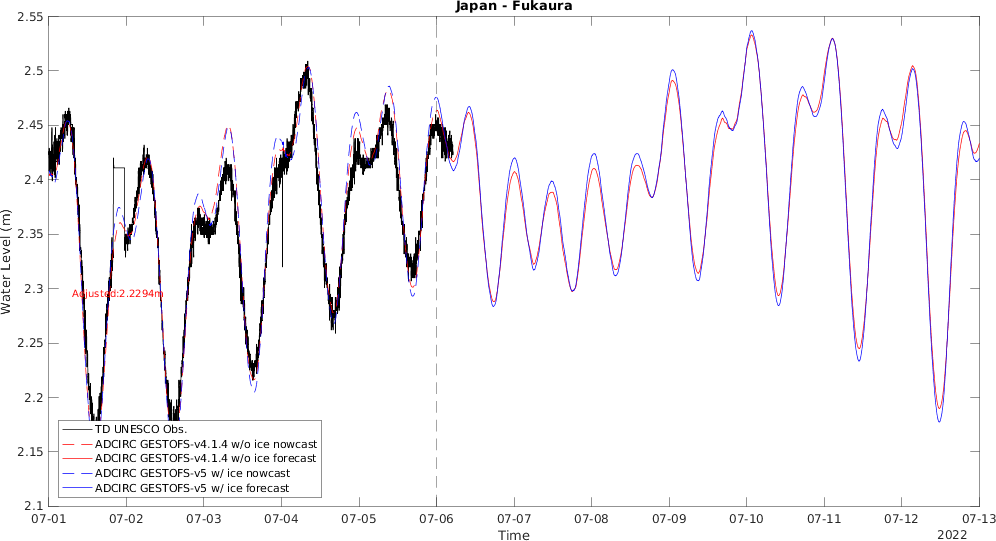 Japan - Fukaura
2.55
2.5
2.45
2.4
2.35
2.3
2.25
2.2
2.15
2.1
Water Level (m)
Adjusted:2.2294m
TD UNESCO Obs.
ADCIRC GESTOFS-v4.1.4 w/o ice nowcast
ADCIRC GESTOFS-v4.1.4 w/o ice forecast
ADCIRC GESTOFS-v5 w/ ice nowcast
ADCIRC GESTOFS-v5 w/ ice forecast
07-01 07-02 07-03 07-04 07-05 07-06 07-07 07-08 07-09 07-10 07-11 07-12 07-13
Time
2022